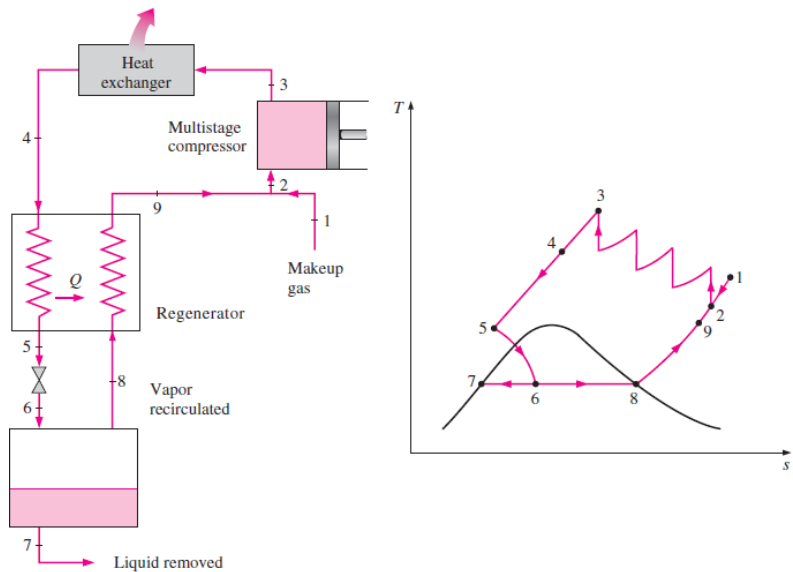 Heat
exchanger
3
Multistage
compressor
4
2
9
1
Makeup
gas
Q
Regenerator
5
8
Vapor
recirculated
6
7
Liquid removed
T
3
4
1
2
9
5
7
6
8
s